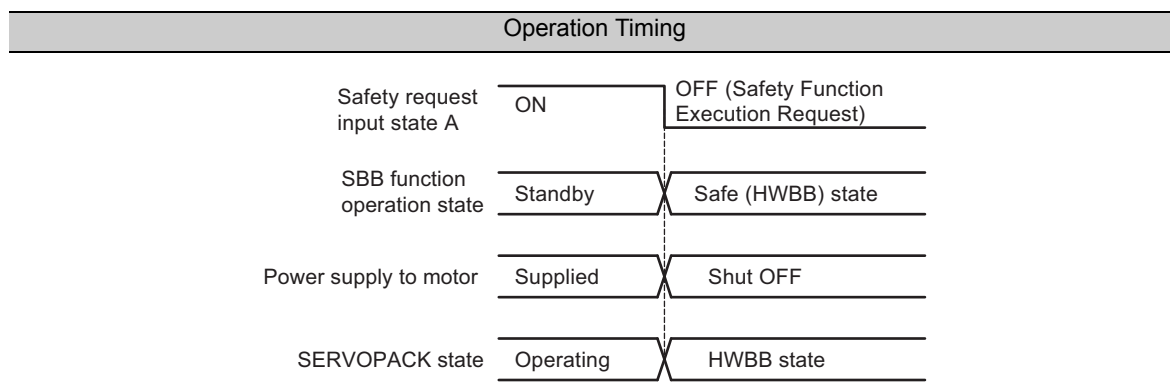 Operation Timing
Safety request
input state A
ON
OFF (Safety Function
Execution Request)
SBB function
operation state
Standby
Safe (HWBB) state
Power supply to motor
Supplied
Shut OFF
SERVOPACK state
Operating
HWBB state